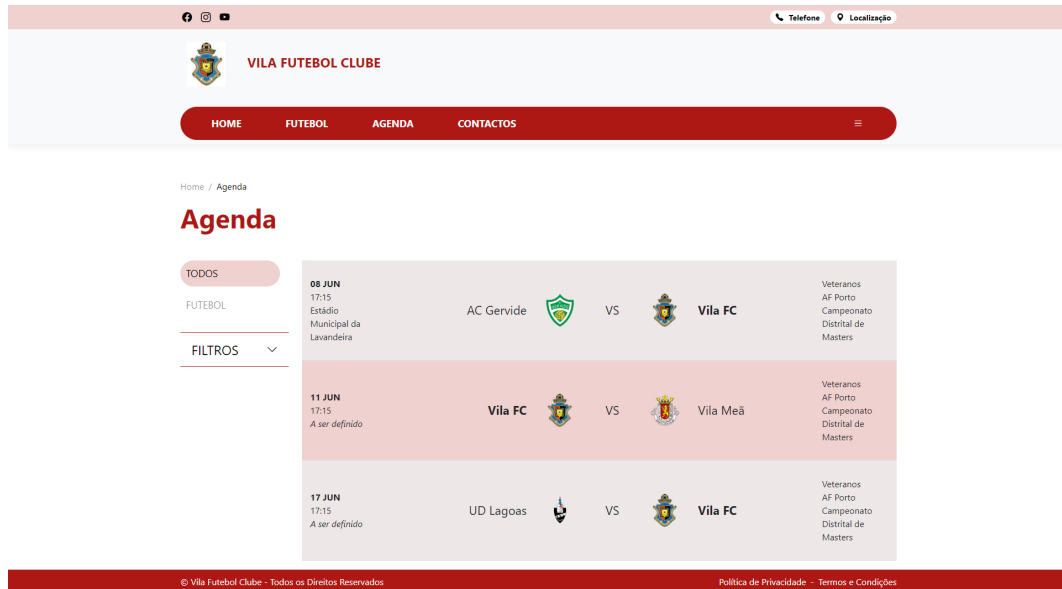 Telefone
Localização
VILA FUTEBOL CLUBE
HOME FUTEBOL AGENDA CONTACTOS
Home / Agenda
Agenda
TODOS
FUTEBOL
FILTROS
08 JUN
17:15
Estádio
Municipal da
Lavandeira
AC Gervide VS Vila FC
Veteranos
AF Porto
Campeonato
Distrital de
Masters
11 JUN
17:15
A ser definido
Vila FC VS Vila Meã
Veteranos
AF Porto
Campeonato
Distrital de
Masters
17 JUN
17:15
A ser definido
UD Lagoas VS Vila FC
Veteranos
AF Porto
Campeonato
Distrital de
Masters
© Vila Futebol Clube - Todos os Direitos Reservados
Política de Privacidade - Termos e Condições